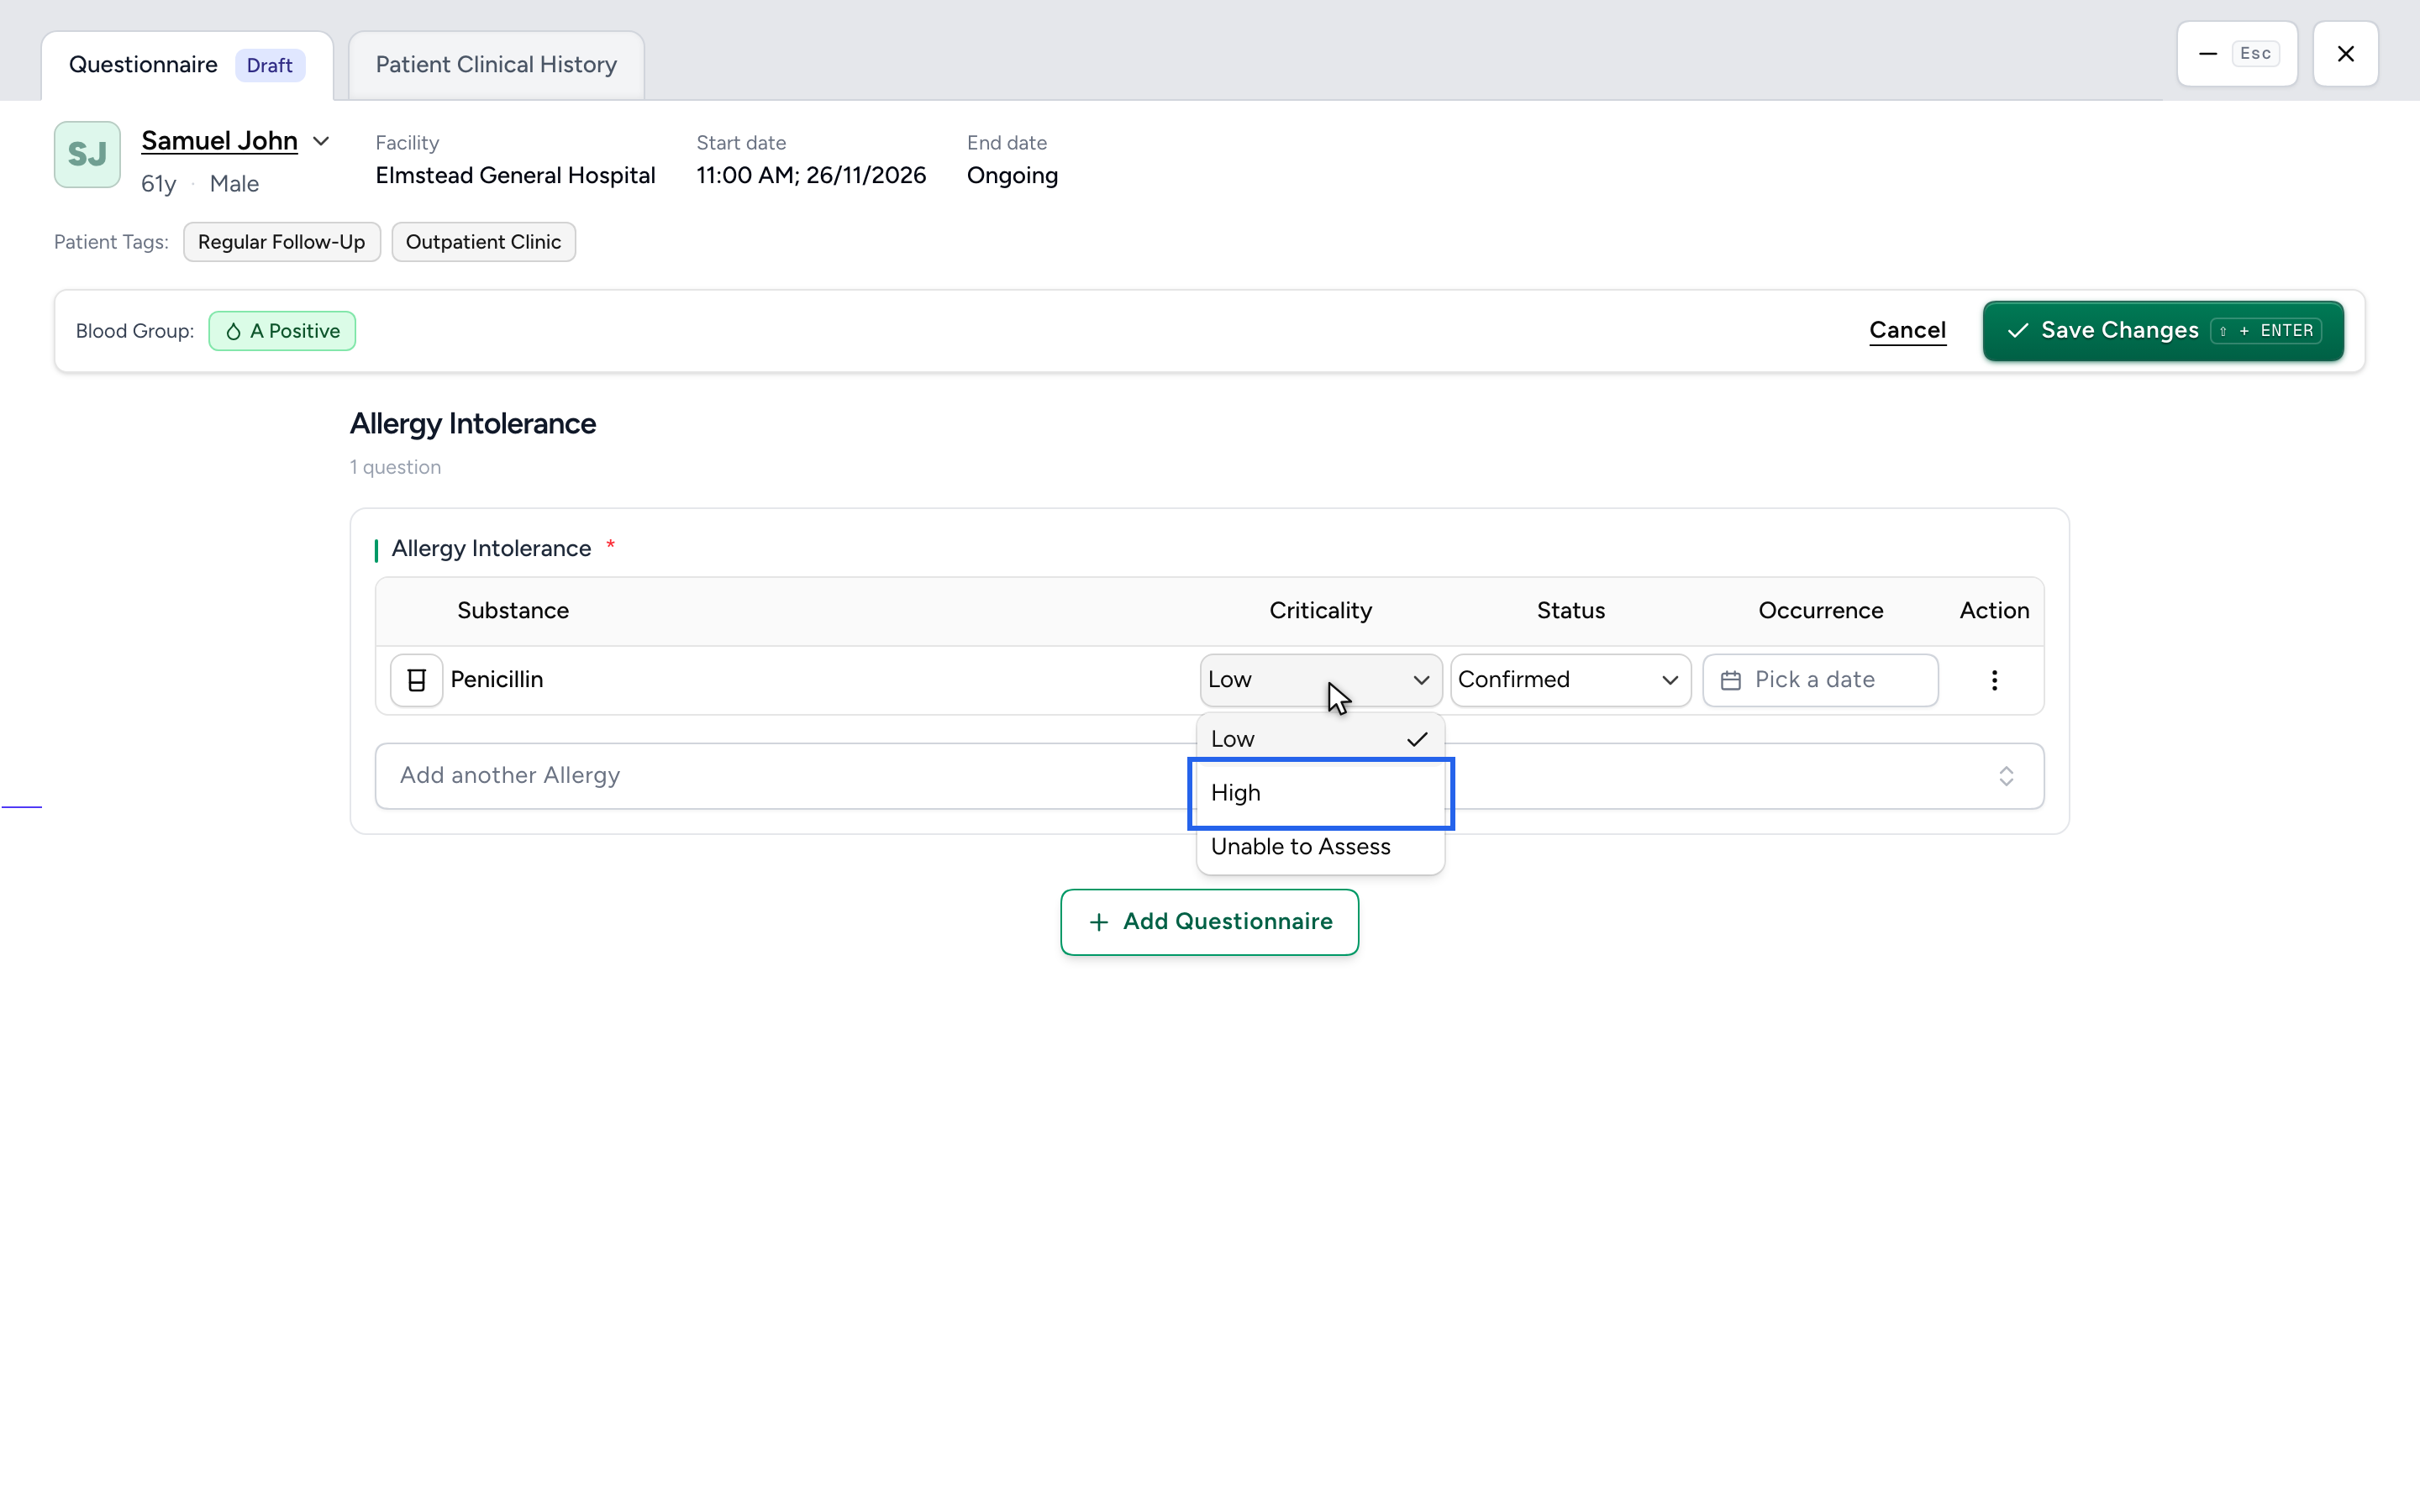 Questionnaire Draft Patient Clinical History Esc
SJ
Samuel John
61y · Male
Facility
Elmstead General Hospital
Start date
11:00 AM; 26/11/2026
End date
Ongoing
Patient Tags: Regular Follow-Up Outpatient Clinic
Blood Group: A Positive Cancel Save Changes ⇧ + ENTER
Allergy Intolerance
1 question
Allergy Intolerance *
Substance Criticality Status Occurrence Action
Penicillin Low Confirmed Pick a date
Low
High
Unable to Assess
Add another Allergy
+ Add Questionnaire